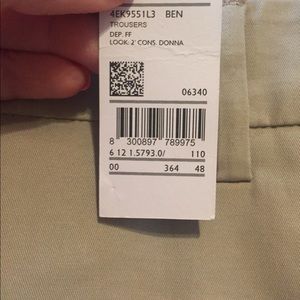 4EK9551L3 BEN
TROUSERS
DEP. FF
LOOK: 2' CONS. DONNA
06340
8 300897 789975
6 12 1.5793.0/ 110
00 364 48